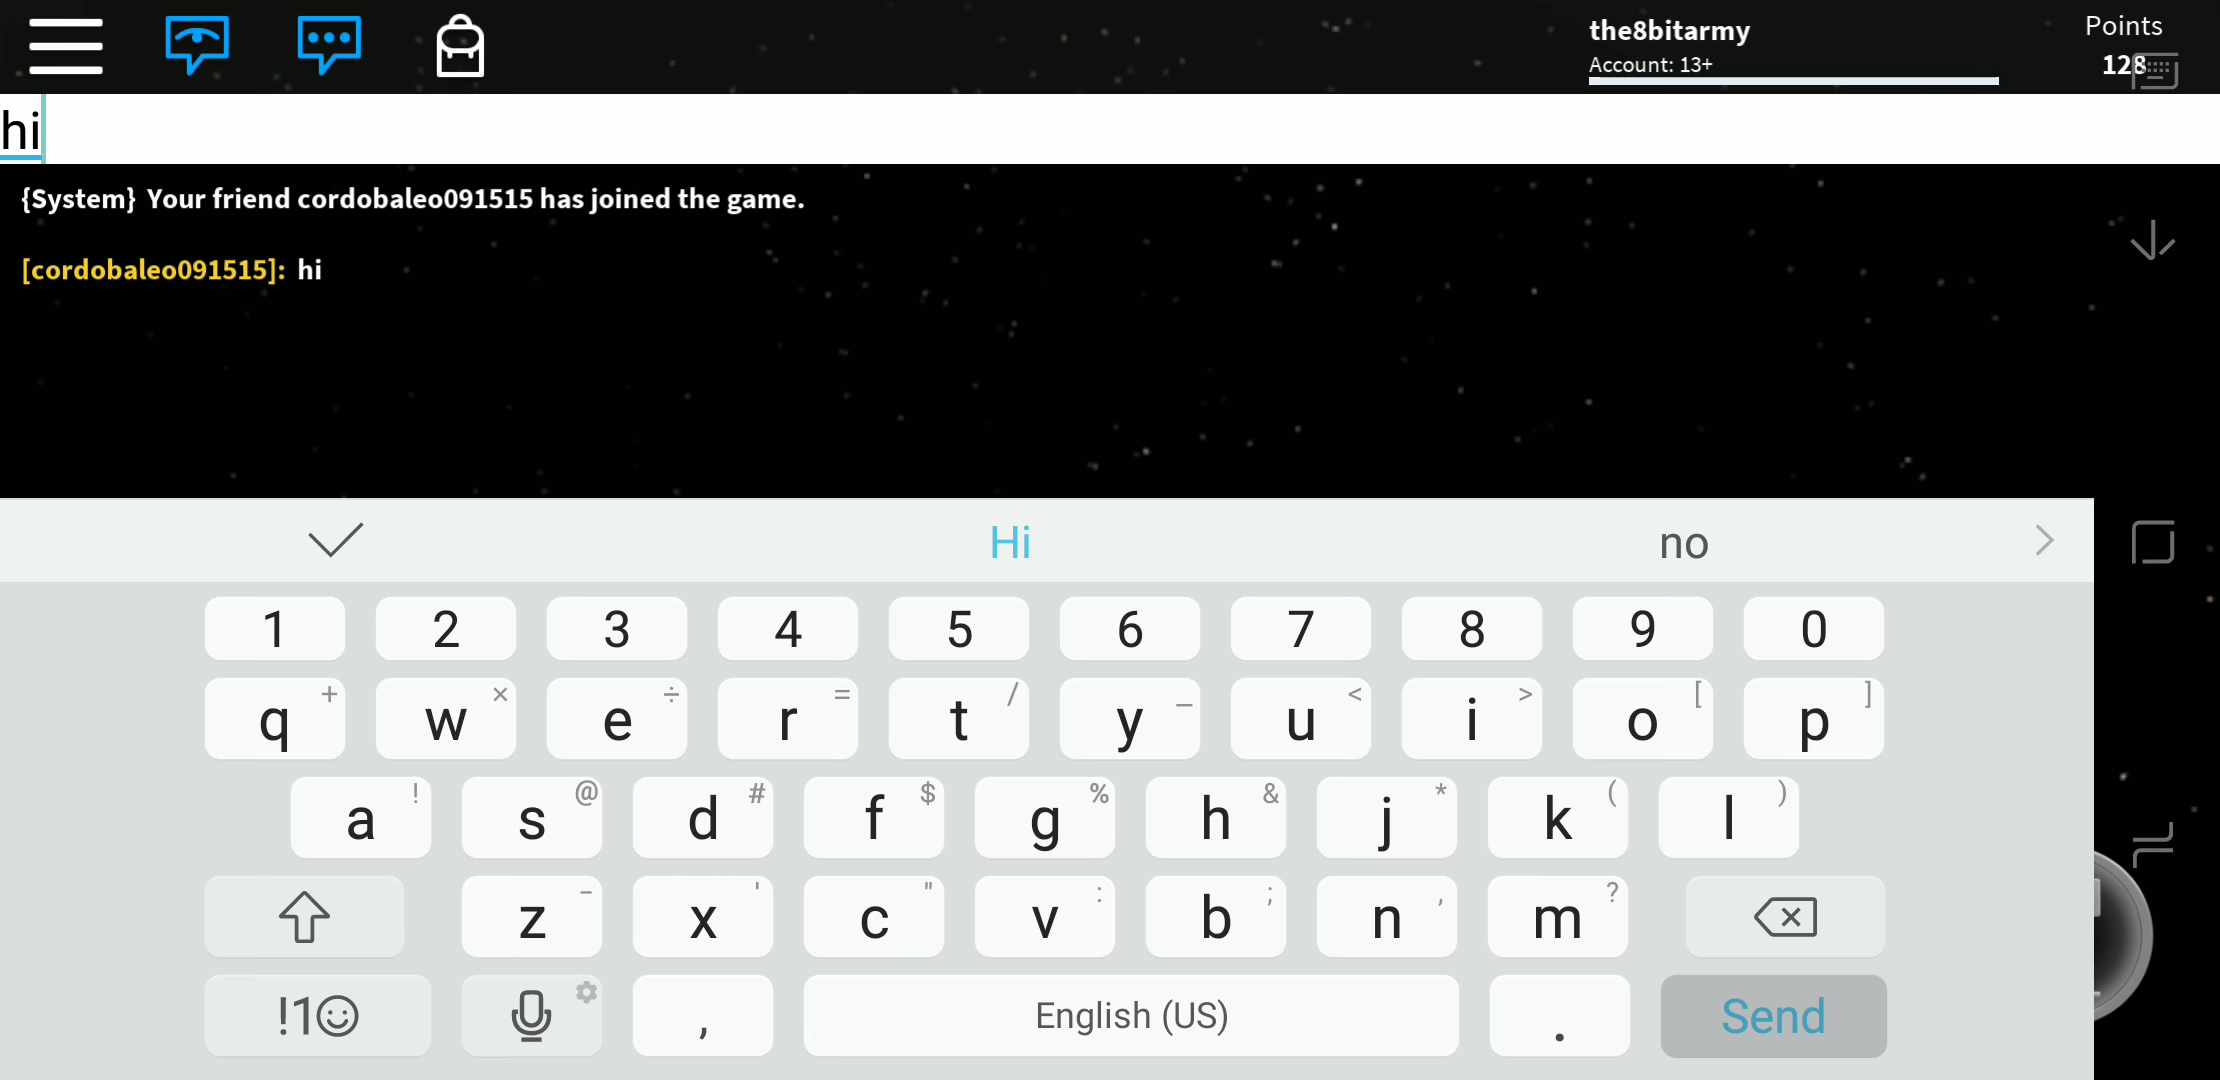 the8bitarmy
Account: 13+
Points
128
hi
{System} Your friend cordobaleo091515 has joined the game.
[cordobaleo091515]: hi
Hi no
1 2 3 4 5 6 7 8 9 0
q + w × e ÷ r = t / y _ u < i > o [ p ]
a ! s @ d # f $ g % h & j * k ( l )
z - x ' c " v : b ; n , m ?
!1☺ , English (US) . Send